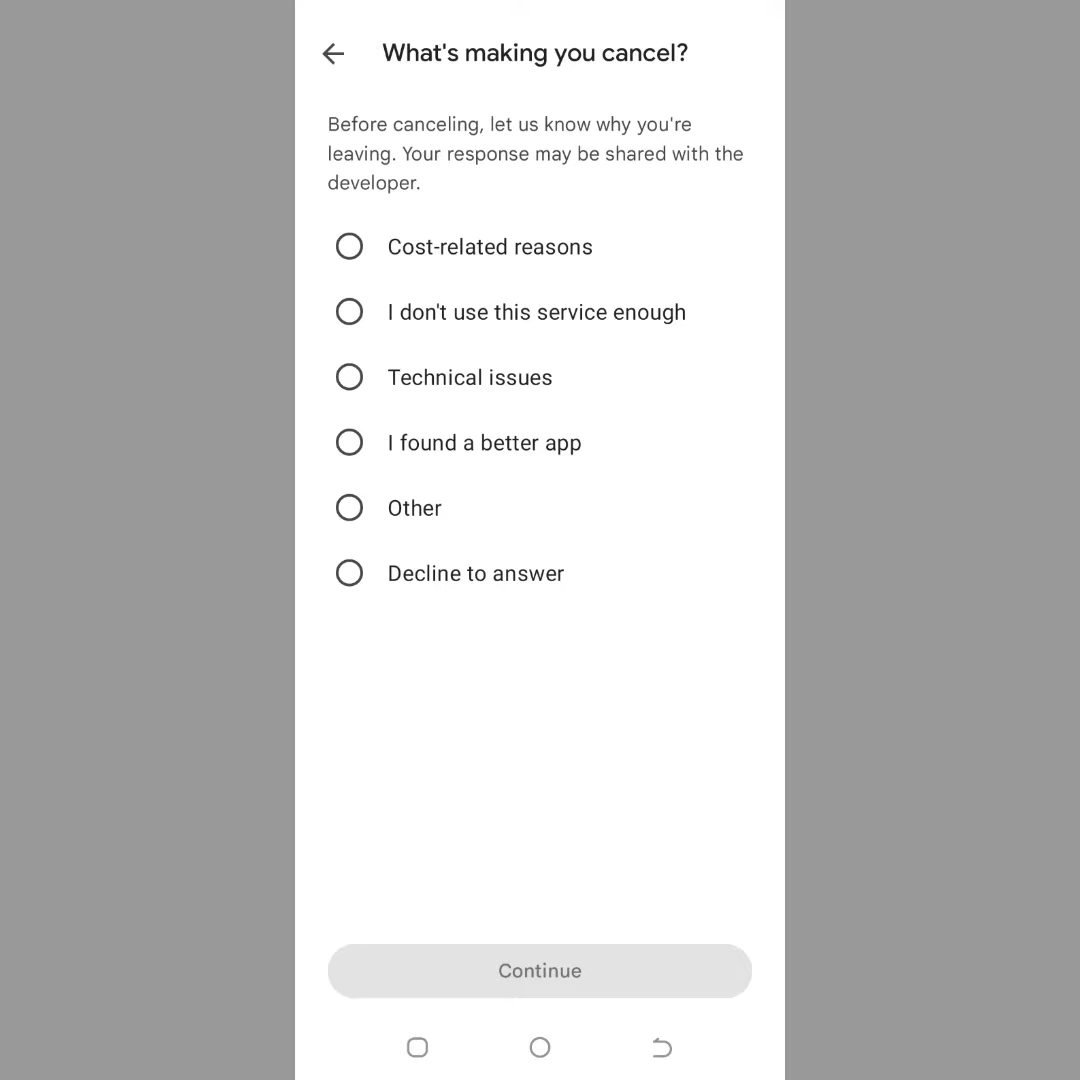 What's making you cancel?
Before canceling, let us know why you're
leaving. Your response may be shared with the
developer.
Cost-related reasons
I don't use this service enough
Technical issues
I found a better app
Other
Decline to answer
Continue